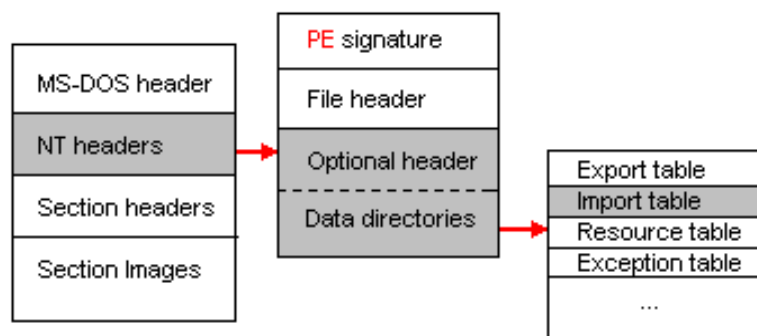 MS-DOS header
NT headers
Section headers
Section Images
PE signature
File header
Optional header
Data directories
Export table
Import table
Resource table
Exception table
...